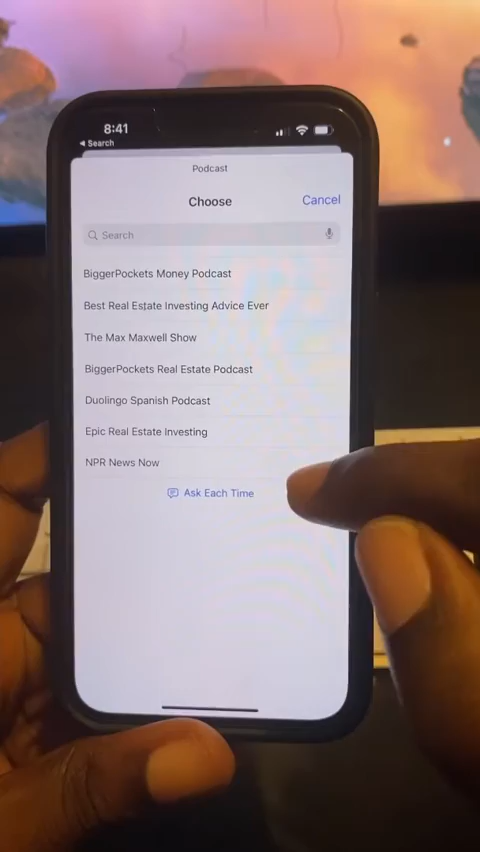 8:41
◀ Search
Podcast
Choose
Cancel
Search
BiggerPockets Money Podcast
Best Real Estate Investing Advice Ever
The Max Maxwell Show
BiggerPockets Real Estate Podcast
Duolingo Spanish Podcast
Epic Real Estate Investing
NPR News Now
Ask Each Time